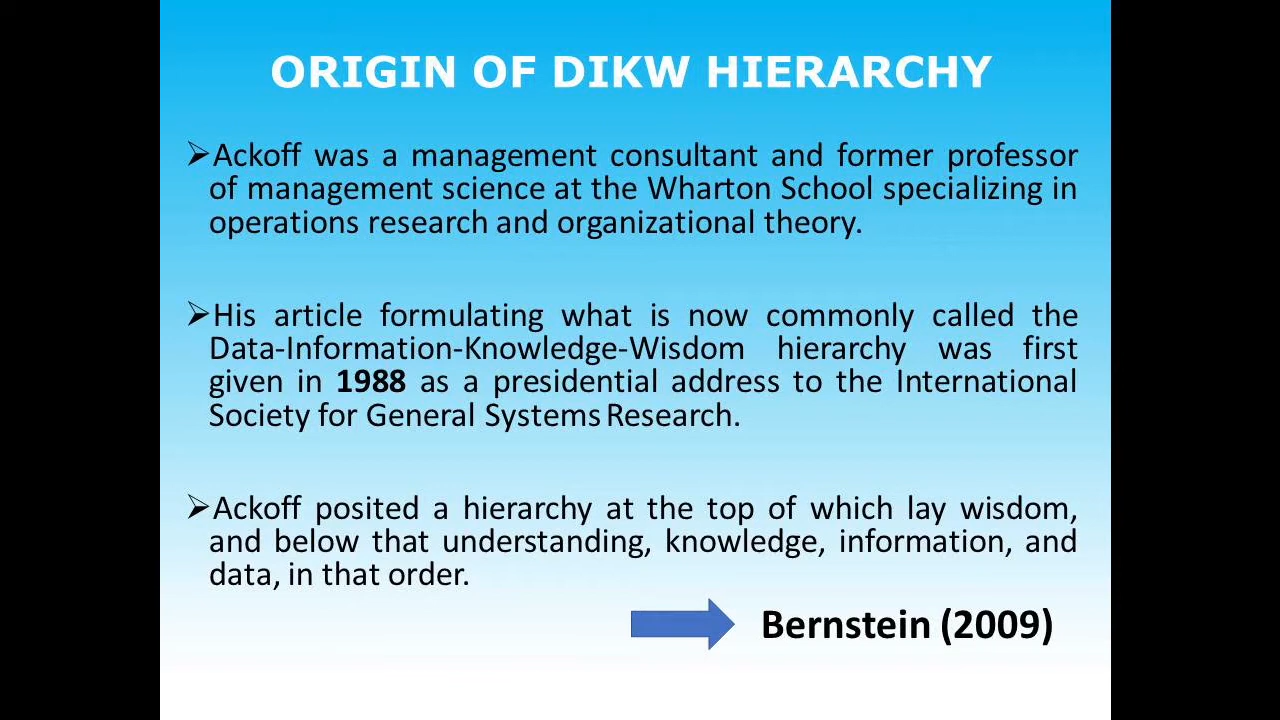 ORIGIN OF DIKW HIERARCHY
➢Ackoff was a management consultant and former professor
of management science at the Wharton School specializing in
operations research and organizational theory.
➢His article formulating what is now commonly called the
Data-Information-Knowledge-Wisdom hierarchy was first
given in 1988 as a presidential address to the International
Society for General Systems Research.
➢Ackoff posited a hierarchy at the top of which lay wisdom,
and below that understanding, knowledge, information, and
data, in that order.
Bernstein (2009)